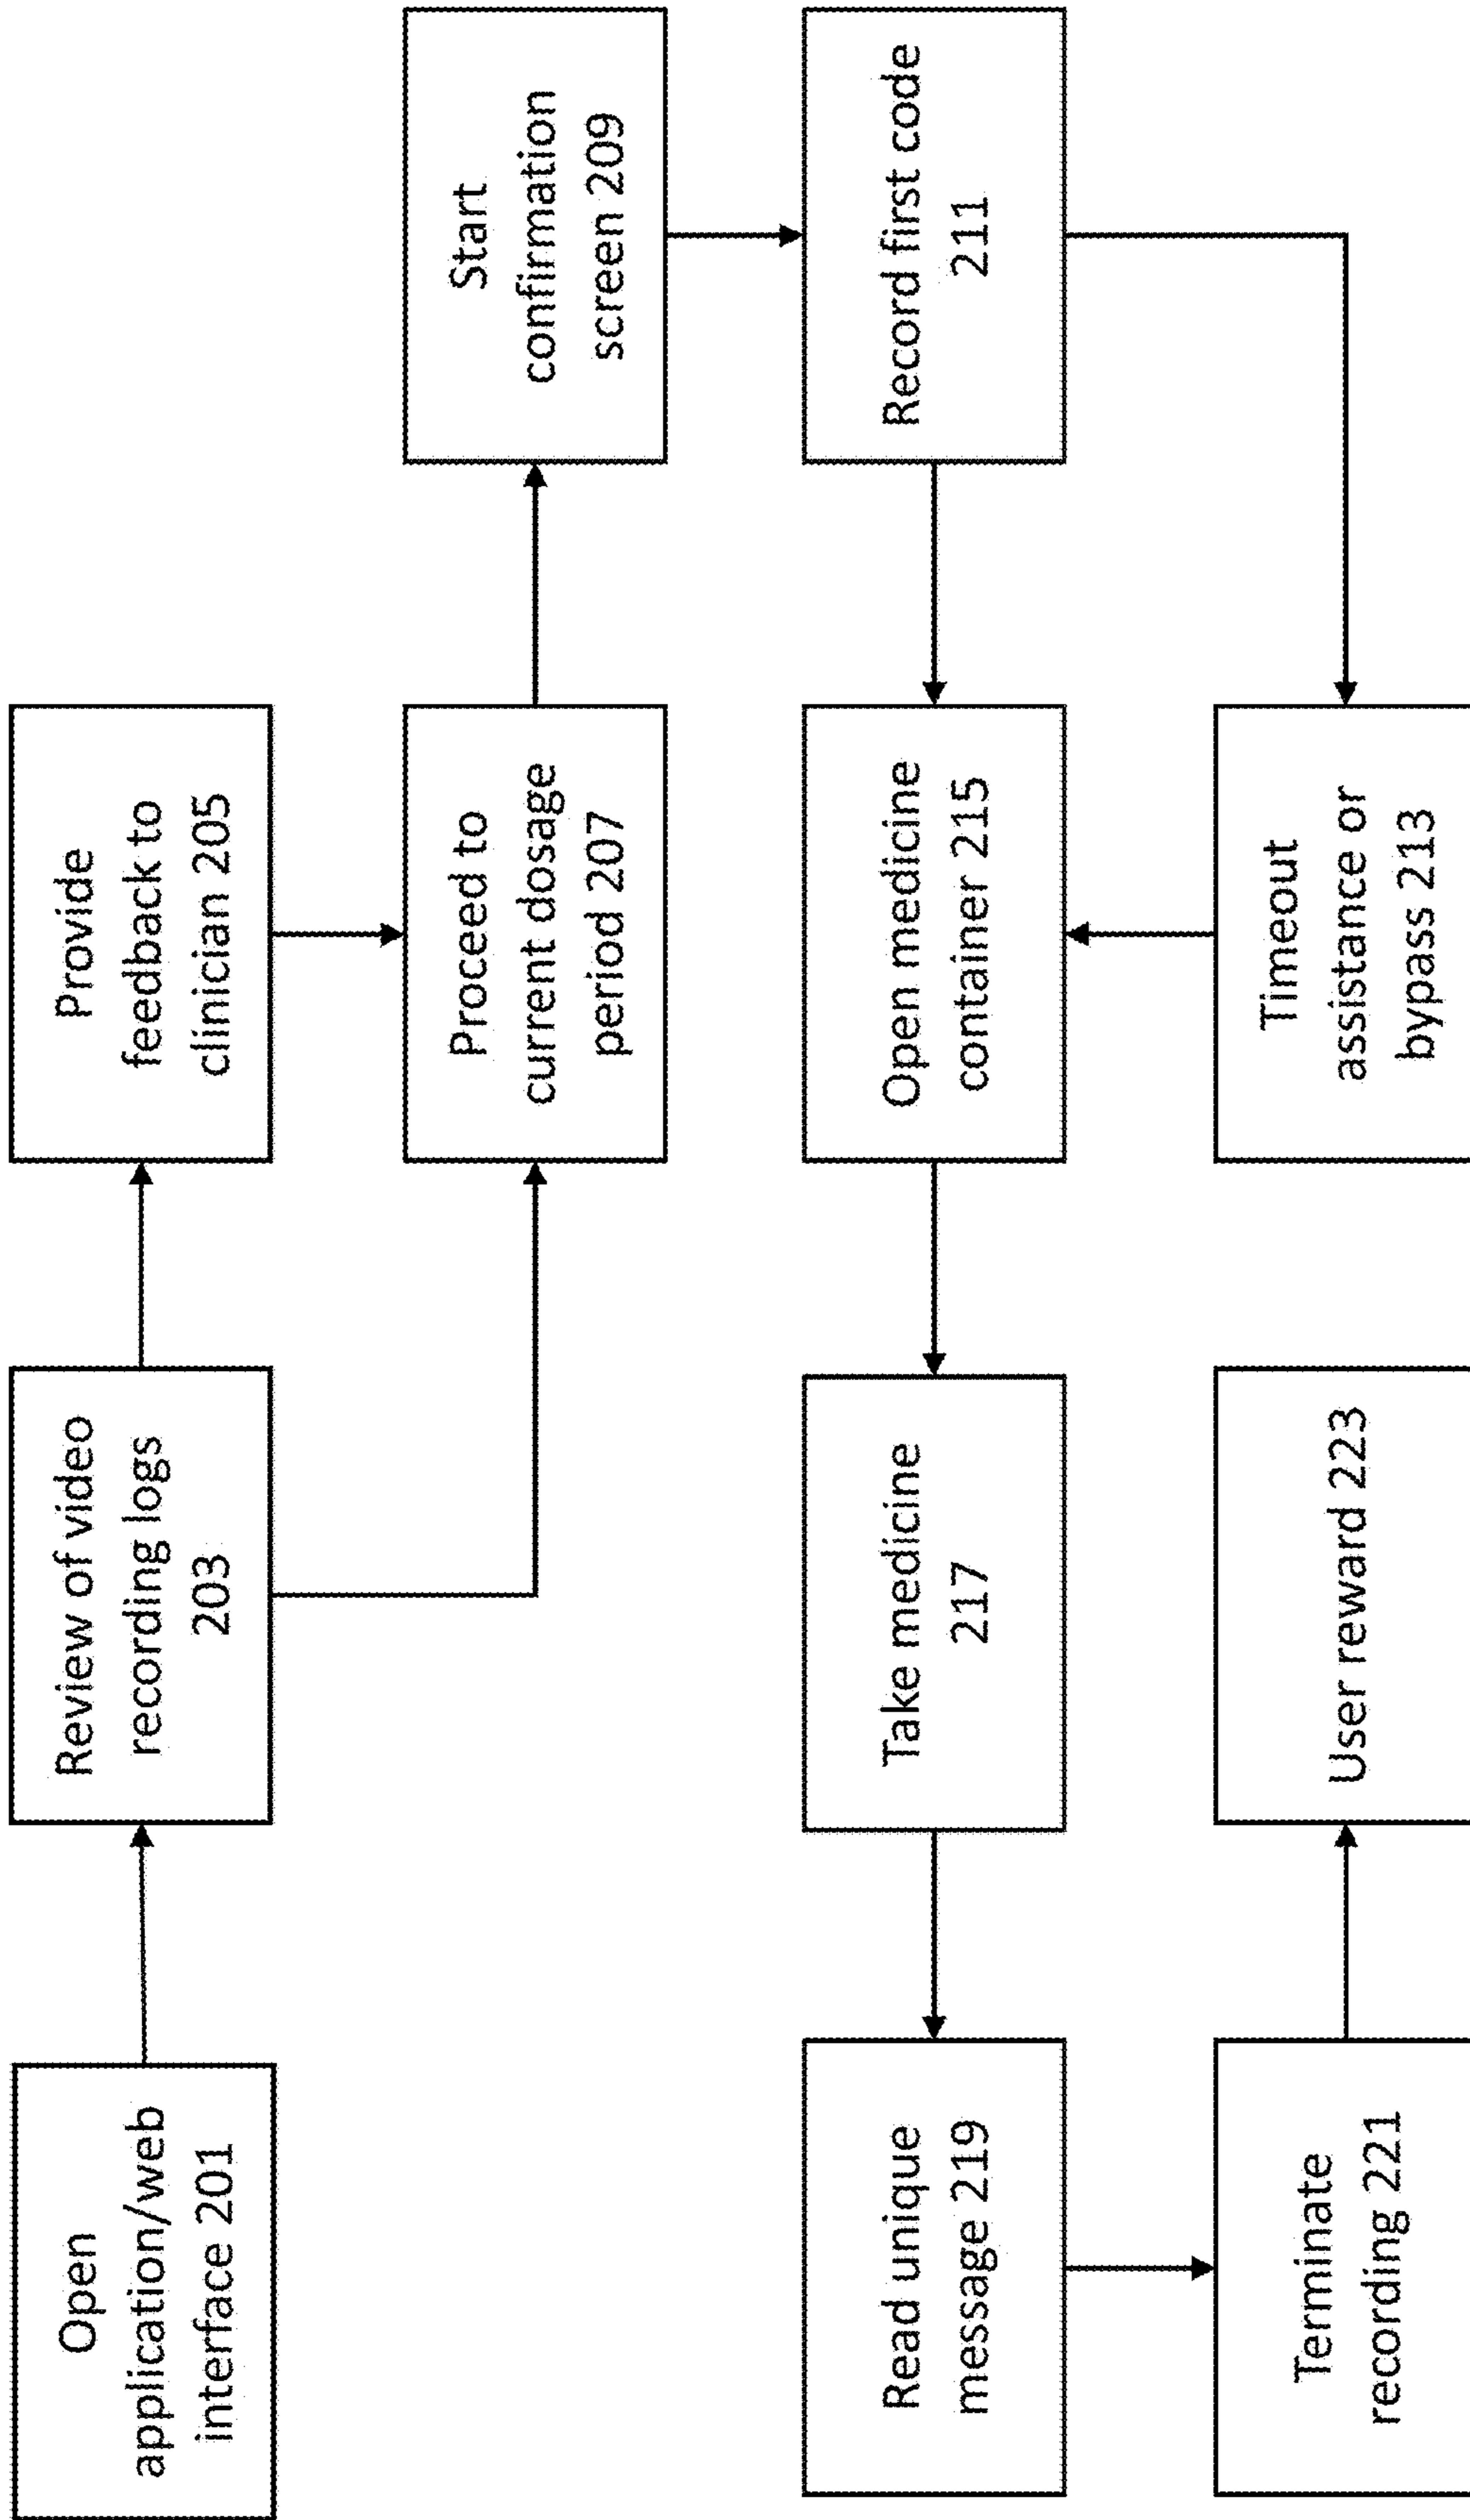 Open
application/web
interface 201
Review of video
recording logs
203
Provide
feedback to
clinician 205
Proceed to
current dosage
period 207
Start
confirmation
screen 209
Record first code
211
Timeout
assistance or
bypass 213
Open medicine
container 215
Take medicine
217
Read unique
message 219
Terminate
recording 221
User reward 223